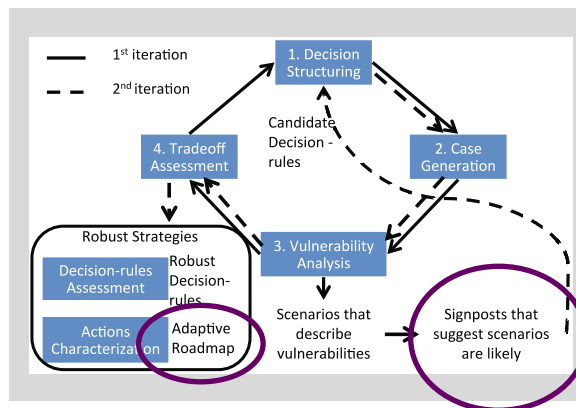 1st iteration
2nd iteration
1. Decision
Structuring
Candidate
Decision -
rules
4. Tradeoff
Assessment
2. Case
Generation
3. Vulnerability
Analysis
Robust Strategies
Decision-rules
Assessment
Robust
Decision-
rules
Actions
Characterization
Adaptive
Roadmap
Scenarios that
describe
vulnerabilities
Signposts that
suggest scenarios
are likely